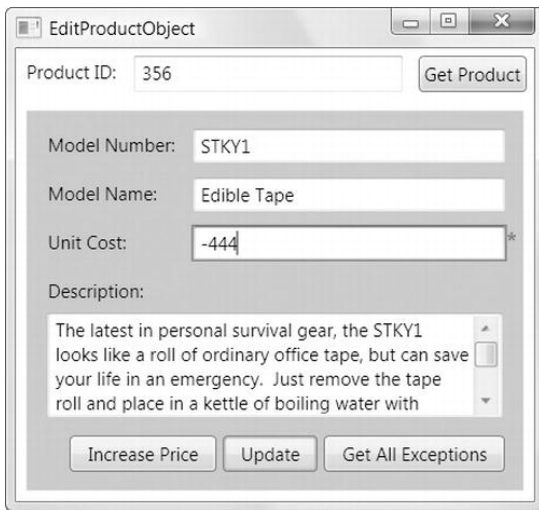 EditProductObject
Product ID: 356 Get Product
Model Number: STKY1
Model Name: Edible Tape
Unit Cost: -444 *
Description:
The latest in personal survival gear, the STKY1
looks like a roll of ordinary office tape, but can save
your life in an emergency. Just remove the tape
roll and place in a kettle of boiling water with
Increase Price Update Get All Exceptions